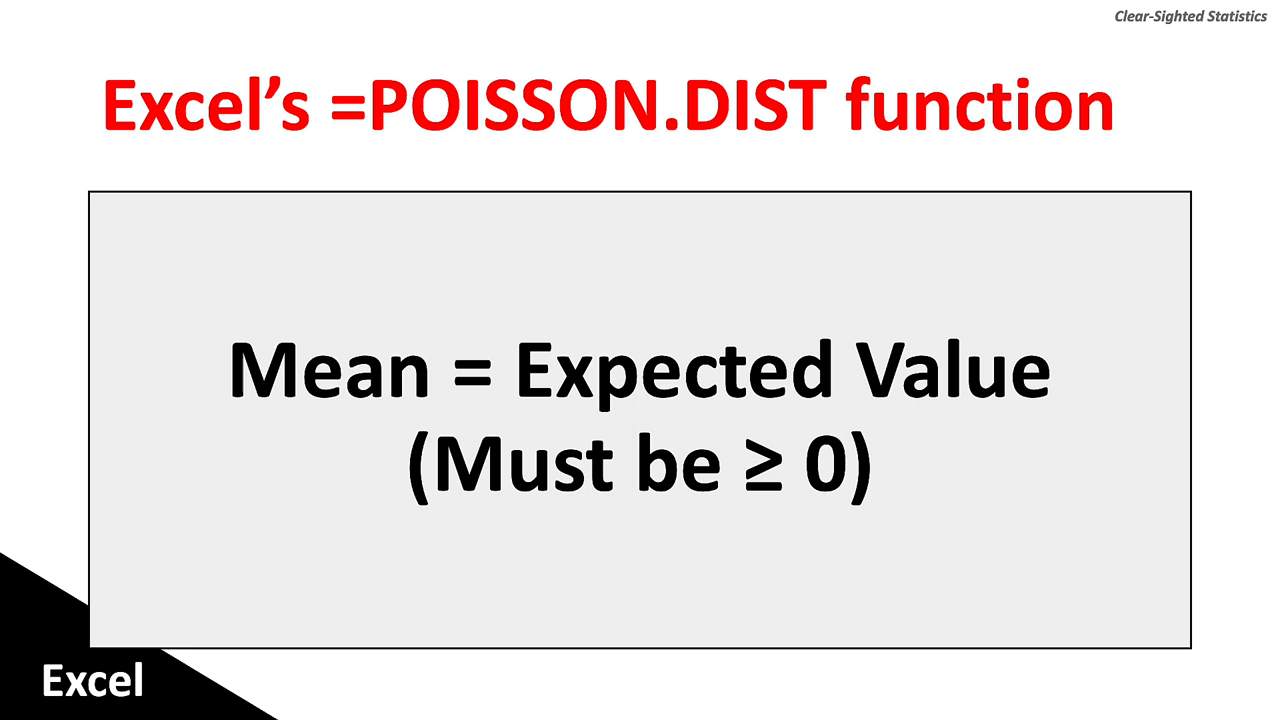 Clear-Sighted Statistics
Excel’s =POISSON.DIST function
Mean = Expected Value
(Must be ≥ 0)
Excel